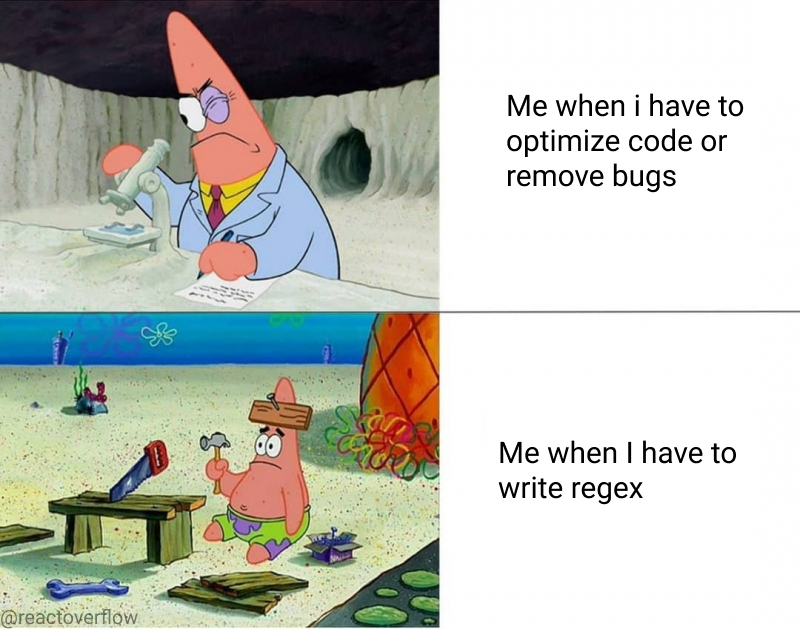 Me when i have to
optimize code or
remove bugs
Me when I have to
write regex
@reactoverflow